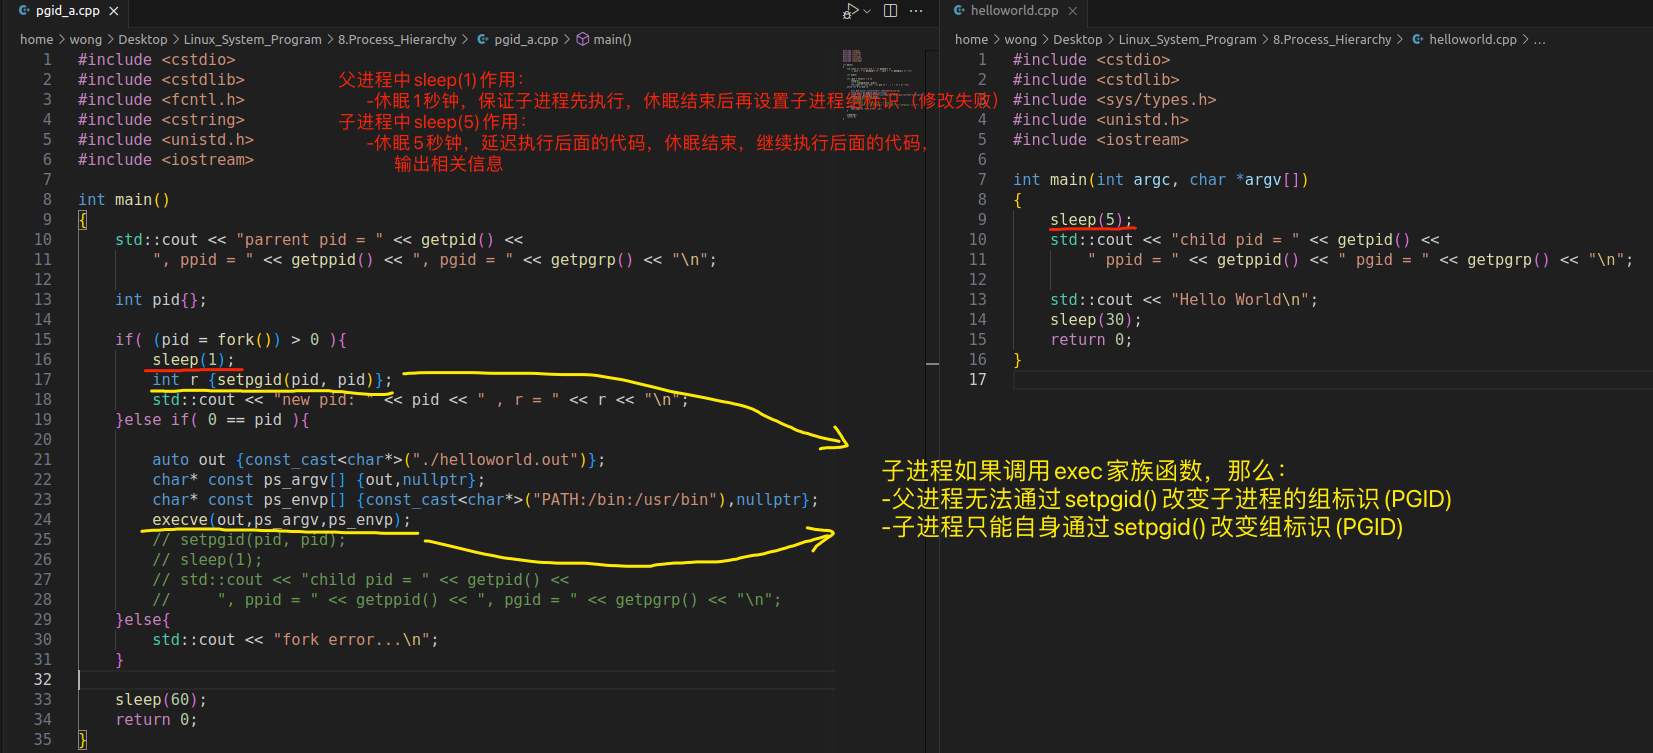 pgid_a.cpp
home > wong > Desktop > Linux_System_Program > 8.Process_Hierarchy > pgid_a.cpp > main()
1 #include <cstdio>
2 #include <cstdlib>
3 #include <fcntl.h>
4 #include <cstring>
5 #include <unistd.h>
6 #include <iostream>
7
8 int main()
9 {
10 std::cout << "parrent pid = " << getpid() <<
11 ", ppid = " << getppid() << ", pgid = " << getpgrp() << "\n";
12
13 int pid{};
14
15 if( (pid = fork()) > 0 ){
16 sleep(1);
17 int r {setpgid(pid, pid)};
18 std::cout << "new pid: " << pid << " , r = " << r << "\n";
19 }else if( 0 == pid ){
20
21 auto out {const_cast<char*>("./helloworld.out")};
22 char* const ps_argv[] {out,nullptr};
23 char* const ps_envp[] {const_cast<char*>("PATH:/bin:/usr/bin"),nullptr};
24 execve(out,ps_argv,ps_envp);
25 // setpgid(pid, pid);
26 // sleep(1);
27 // std::cout << "child pid = " << getpid() <<
28 // ", ppid = " << getppid() << ", pgid = " << getpgrp() << "\n";
29 }else{
30 std::cout << "fork error...\n";
31 }
32
33 sleep(60);
34 return 0;
35 }
父进程中 sleep(1) 作用：
-休眠 1 秒钟，保证子进程先执行，休眠结束后再设置子进程组标识（修改失败）
子进程中 sleep(5) 作用：
-休眠 5 秒钟，延迟执行后面的代码，休眠结束，继续执行后面的代码，
输出相关信息
helloworld.cpp
home > wong > Desktop > Linux_System_Program > 8.Process_Hierarchy > helloworld.cpp > ...
1 #include <cstdio>
2 #include <cstdlib>
3 #include <sys/types.h>
4 #include <unistd.h>
5 #include <iostream>
6
7 int main(int argc, char *argv[])
8 {
9 sleep(5);
10 std::cout << "child pid = " << getpid() <<
11 " ppid = " << getppid() << " pgid = " << getpgrp() << "\n";
12
13 std::cout << "Hello World\n";
14 sleep(30);
15 return 0;
16 }
17
子进程如果调用 exec 家族函数，那么：
-父进程无法通过 setpgid() 改变子进程的组标识 (PGID)
-子进程只能自身通过 setpgid() 改变组标识 (PGID)